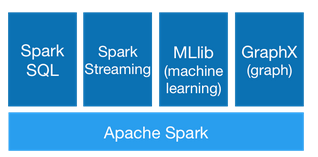 Spark
SQL
Spark
Streaming
MLlib
(machine
learning)
GraphX
(graph)
Apache Spark